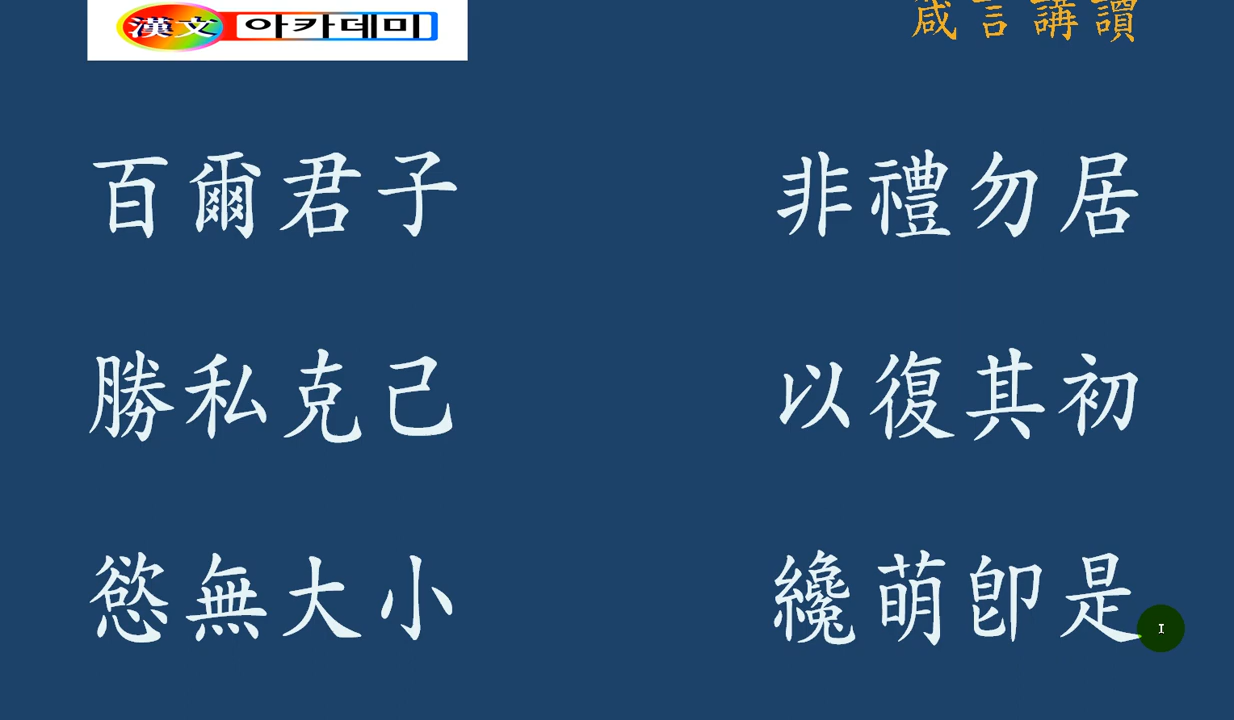 漢文 아카데미
箴言講讀
百爾君子 非禮勿居
勝私克己 以復其初
慾無大小 纔萌卽是